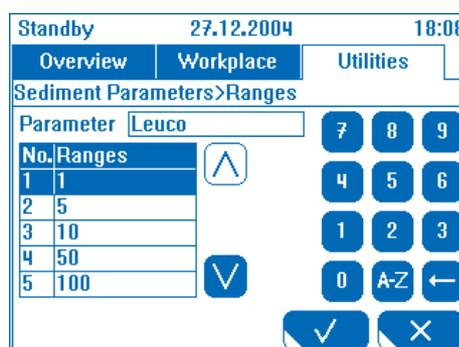 Standby 27.12.2004 18:08
Overview Workplace Utilities
Sediment Parameters>Ranges
Parameter Leuco
No. Ranges
1 1
2 5
3 10
4 50
5 100
7 8 9
4 5 6
1 2 3
0 A-Z ←